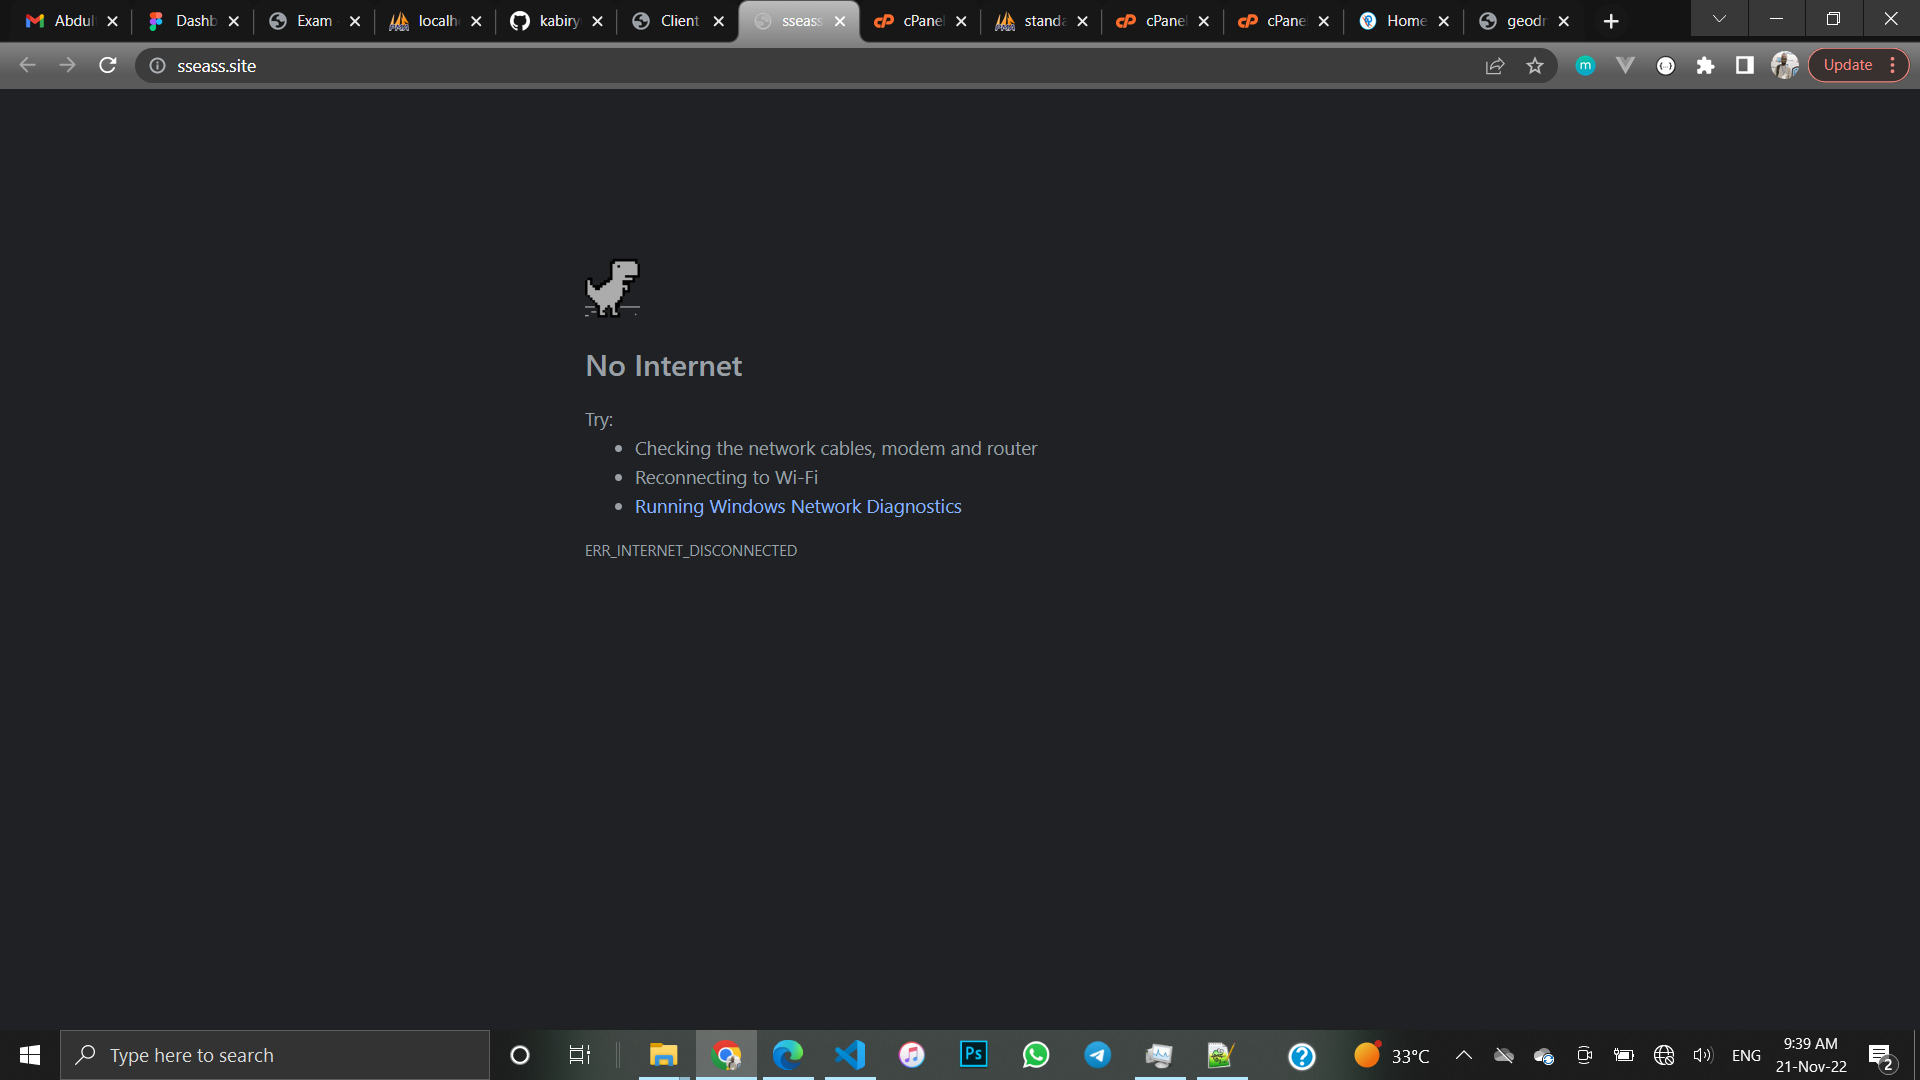 Abdul
Dashb
Exam
localh
kabiry
Client
sseass
cPanel
standa
cPanel
cPanel
Home
geodr
sseass.site
Update
No Internet
Try:
Checking the network cables, modem and router
Reconnecting to Wi-Fi
Running Windows Network Diagnostics
ERR_INTERNET_DISCONNECTED
Type here to search
Ps
33°C
ENG
9:39 AM
21-Nov-22
2